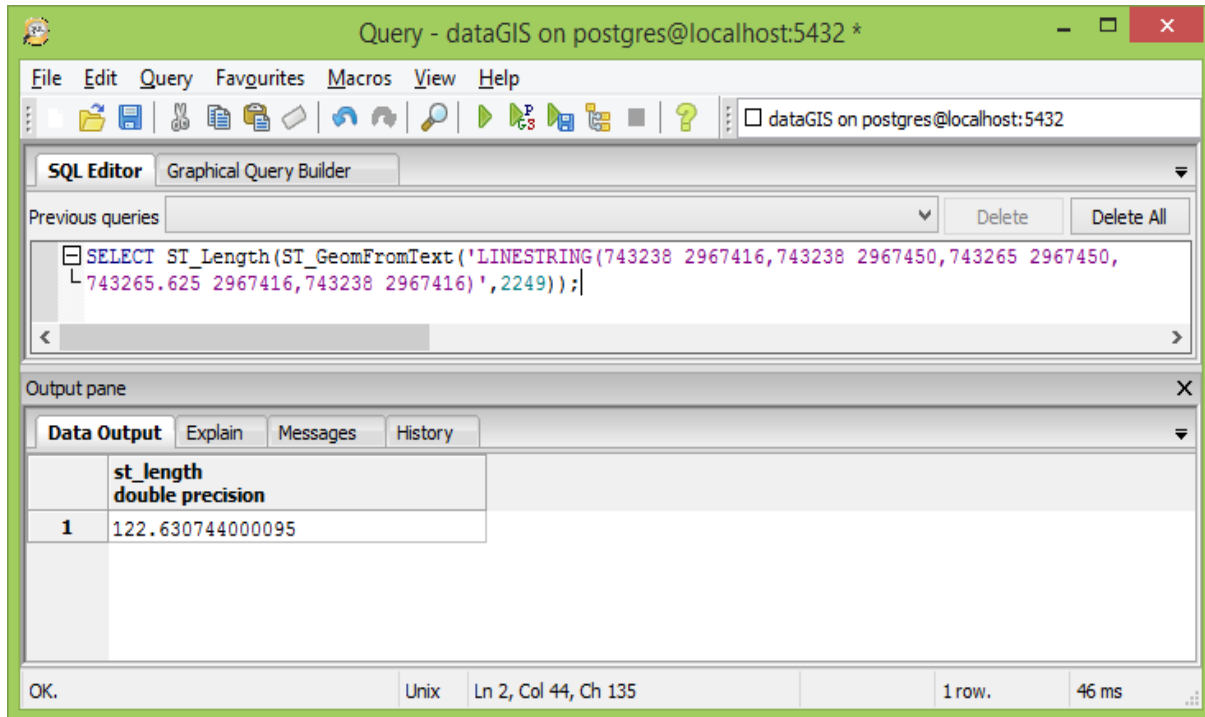 Query - dataGIS on postgres@localhost:5432 *
File Edit Query Favourites Macros View Help
dataGIS on postgres@localhost:5432
SQL Editor Graphical Query Builder
Previous queries Delete Delete All
SELECT ST_Length(ST_GeomFromText('LINESTRING(743238 2967416,743238 2967450,743265 2967450,
743265.625 2967416,743238 2967416)',2249));
Output pane
Data Output Explain Messages History
st_length
double precision
1 122.630744000095
OK. Unix Ln 2, Col 44, Ch 135 1 row. 46 ms